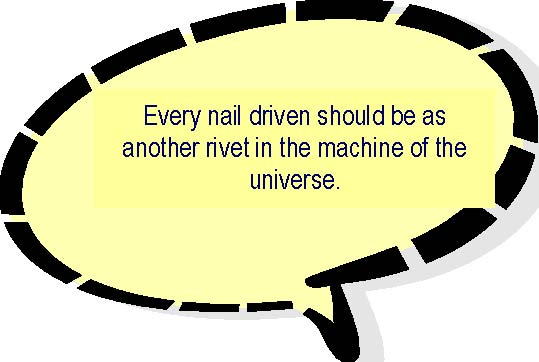 Every nail driven should be as
another rivet in the machine of the
universe.